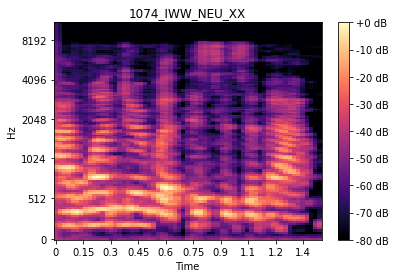 1074_IWW_NEU_XX
8192
4096
2048
1024
512
0
Hz
0 0.15 0.3 0.45 0.6 0.75 0.9 1.1 1.2 1.4
Time
+0 dB
-10 dB
-20 dB
-30 dB
-40 dB
-50 dB
-60 dB
-70 dB
-80 dB